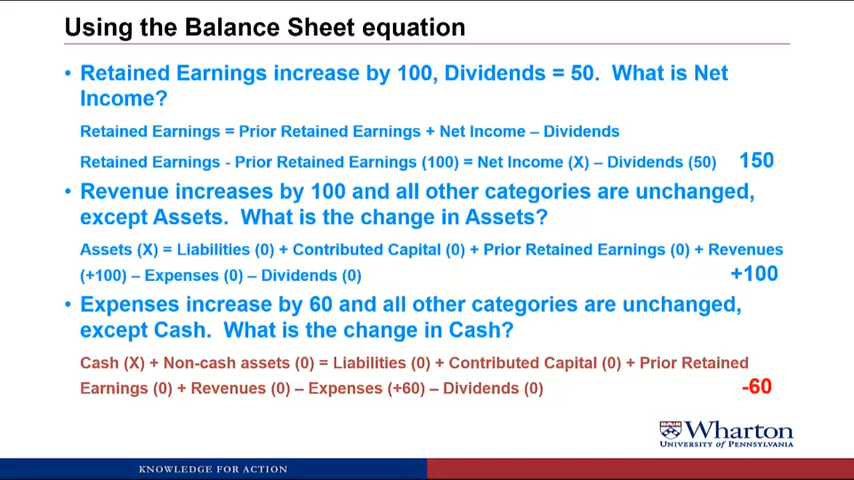 Using the Balance Sheet equation
• Retained Earnings increase by 100, Dividends = 50. What is Net
Income?
Retained Earnings = Prior Retained Earnings + Net Income – Dividends
Retained Earnings - Prior Retained Earnings (100) = Net Income (X) – Dividends (50) 150
• Revenue increases by 100 and all other categories are unchanged,
except Assets. What is the change in Assets?
Assets (X) = Liabilities (0) + Contributed Capital (0) + Prior Retained Earnings (0) + Revenues
(+100) – Expenses (0) – Dividends (0) +100
• Expenses increase by 60 and all other categories are unchanged,
except Cash. What is the change in Cash?
Cash (X) + Non-cash assets (0) = Liabilities (0) + Contributed Capital (0) + Prior Retained
Earnings (0) + Revenues (0) – Expenses (+60) – Dividends (0) -60
Wharton
UNIVERSITY of PENNSYLVANIA
KNOWLEDGE FOR ACTION